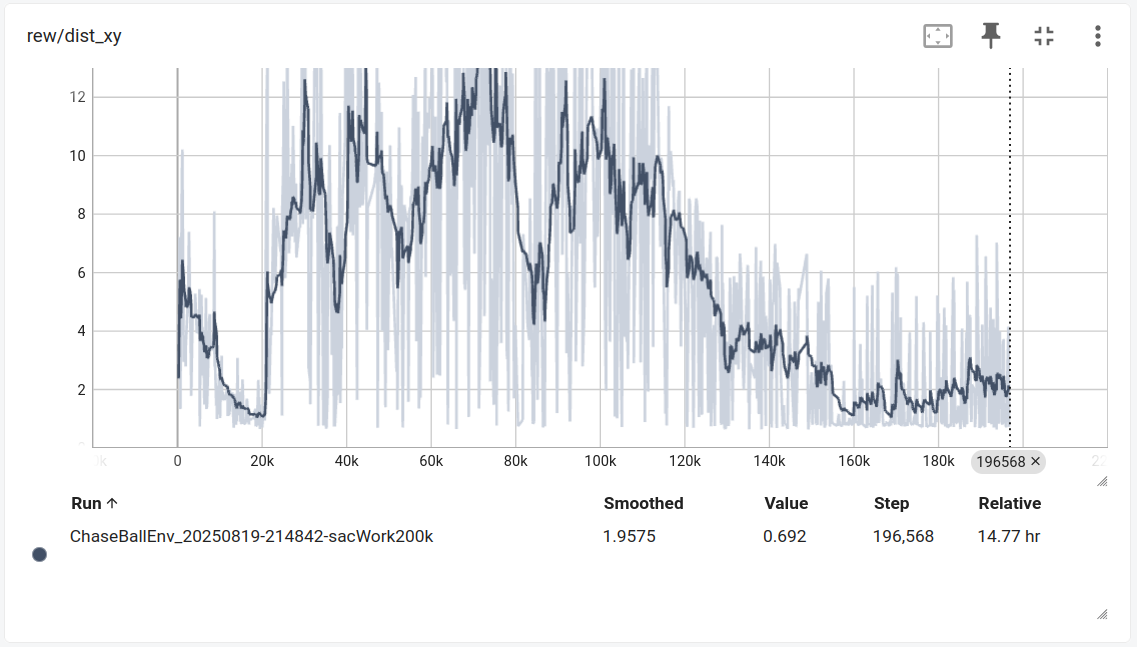 rew/dist_xy
12
10
8
6
4
2
0 20k 40k 60k 80k 100k 120k 140k 160k 180k 196568 ×
Run ↑ Smoothed Value Step Relative
ChaseBallEnv_20250819-214842-sacWork200k 1.9575 0.692 196,568 14.77 hr